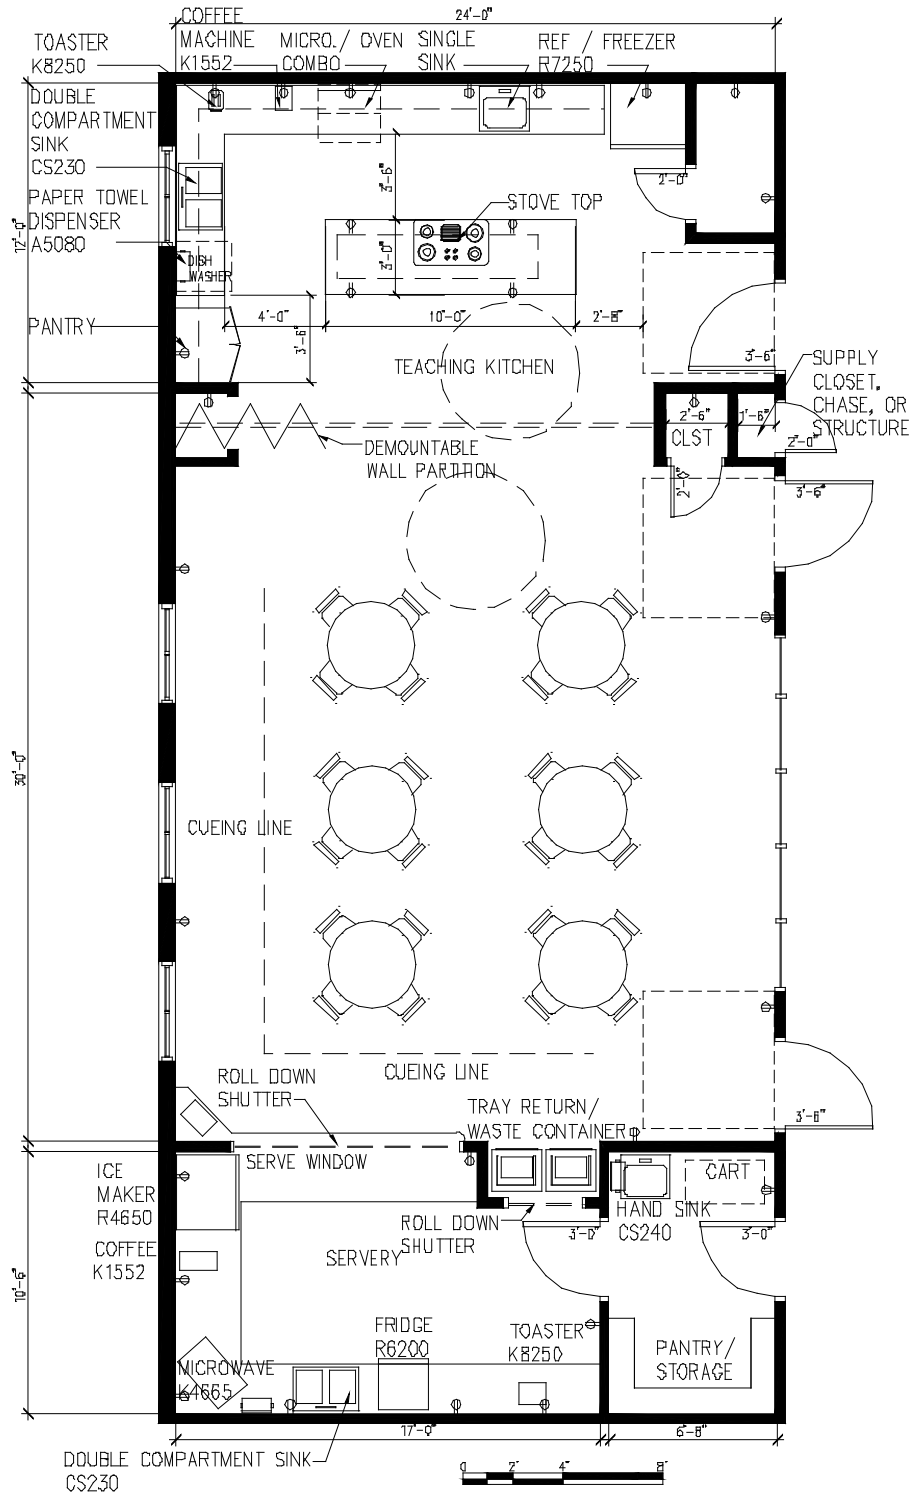 24'-0"
COFFEE
MACHINE
K1552
TOASTER
K8250
MICRO./ OVEN
COMBO
SINGLE
SINK
REF / FREEZER
R7250
DOUBLE
COMPARTMENT
SINK
CS230
PAPER TOWEL
DISPENSER
A5080
12'-0"
3'-6"
2'-0"
STOVE TOP
3'-0"
DISH
WASHER
PANTRY
4'-0"
3'-6"
10'-0"
2'-8"
TEACHING KITCHEN
3'-6"
SUPPLY
CLOSET,
CHASE, OR
STRUCTURE
2'-6"
1'-6"
CLST
2'-0"
2'-0"
DEMOUNTABLE
WALL PARTITION
3'-6"
30'-0"
CUEING LINE
CUEING LINE
ROLL DOWN
SHUTTER
TRAY RETURN/
WASTE CONTAINER
3'-8"
SERVE WINDOW
ICE
MAKER
R4650
CART
HAND SINK
CS240
ROLL DOWN
SHUTTER
3'-0"
3'-0"
COFFEE
K1552
SERVERY
10'-6"
FRIDGE
R6200
TOASTER
K8250
PANTRY/
STORAGE
MICROWAVE
K4665
17'-0"
6'-8"
DOUBLE COMPARTMENT SINK
CS230
0 2' 4' 8'